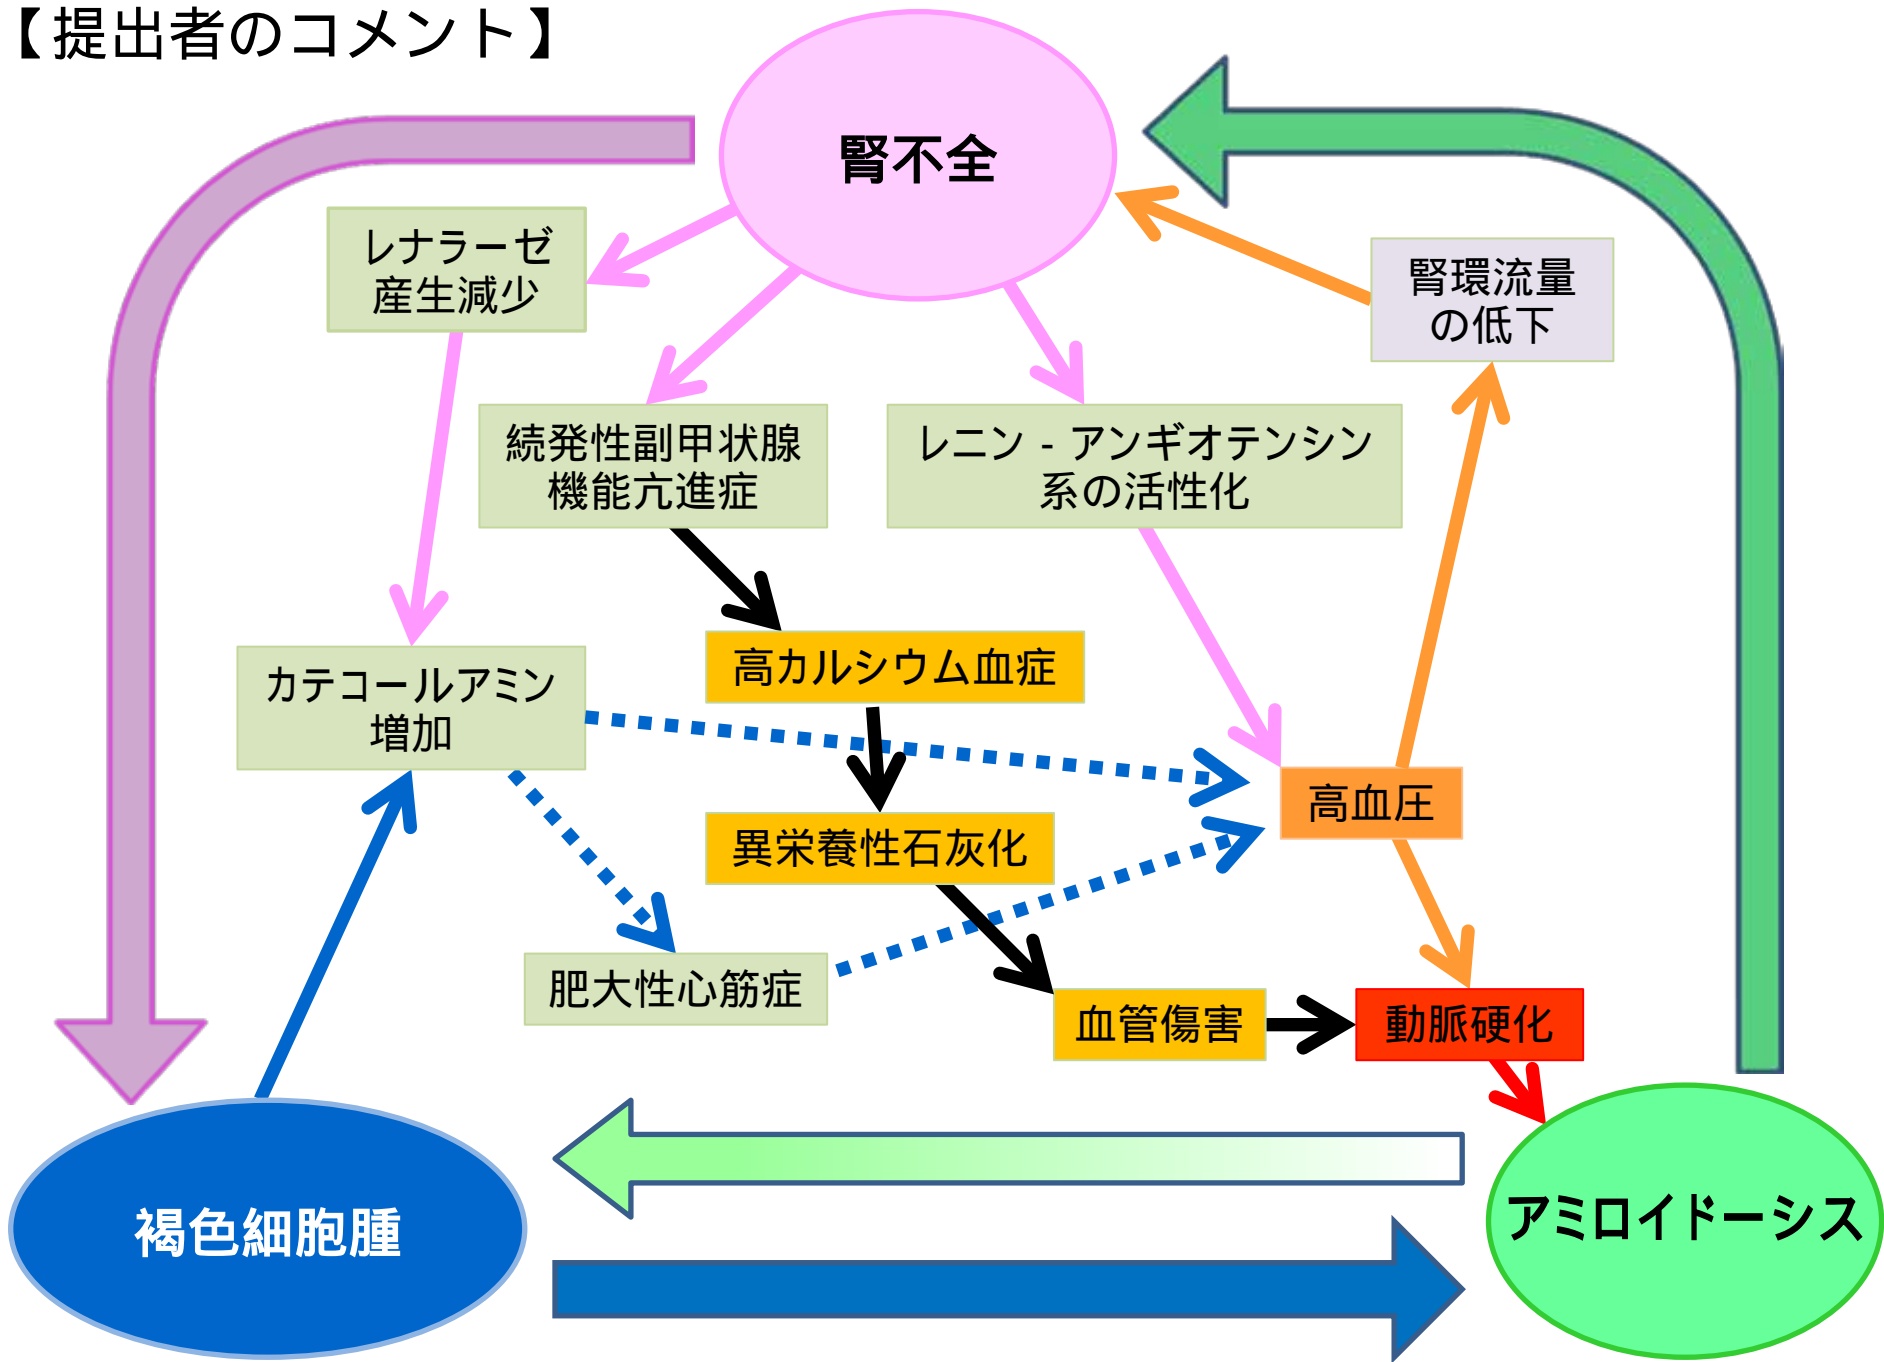 【提出者のコメント】
腎不全
レナラーゼ
産生減少
腎環流量
の低下
続発性副甲状腺
機能亢進症
レニン - アンギオテンシン
系の活性化
カテコールアミン
増加
高カルシウム血症
高血圧
異栄養性石灰化
肥大性心筋症
血管傷害
動脈硬化
褐色細胞腫
アミロイドーシス